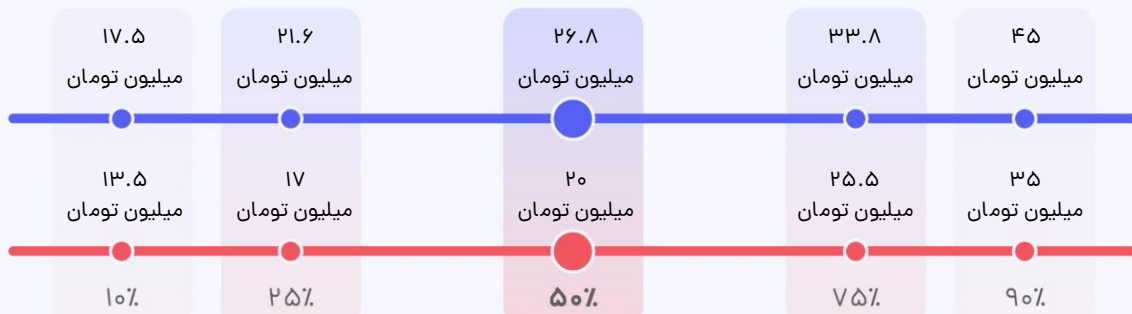 ۱۷.۵ ۲۱.۶ ۲۶.۸ ۳۳.۸ ۴۵
میلیون تومان میلیون تومان میلیون تومان میلیون تومان میلیون تومان
۱۳.۵ ۱۷ ۲۰ ۲۵.۵ ۳۵
میلیون تومان میلیون تومان میلیون تومان میلیون تومان میلیون تومان
۱۰٪ ۲۵٪ ۵۰٪ ۷۵٪ ۹۰٪